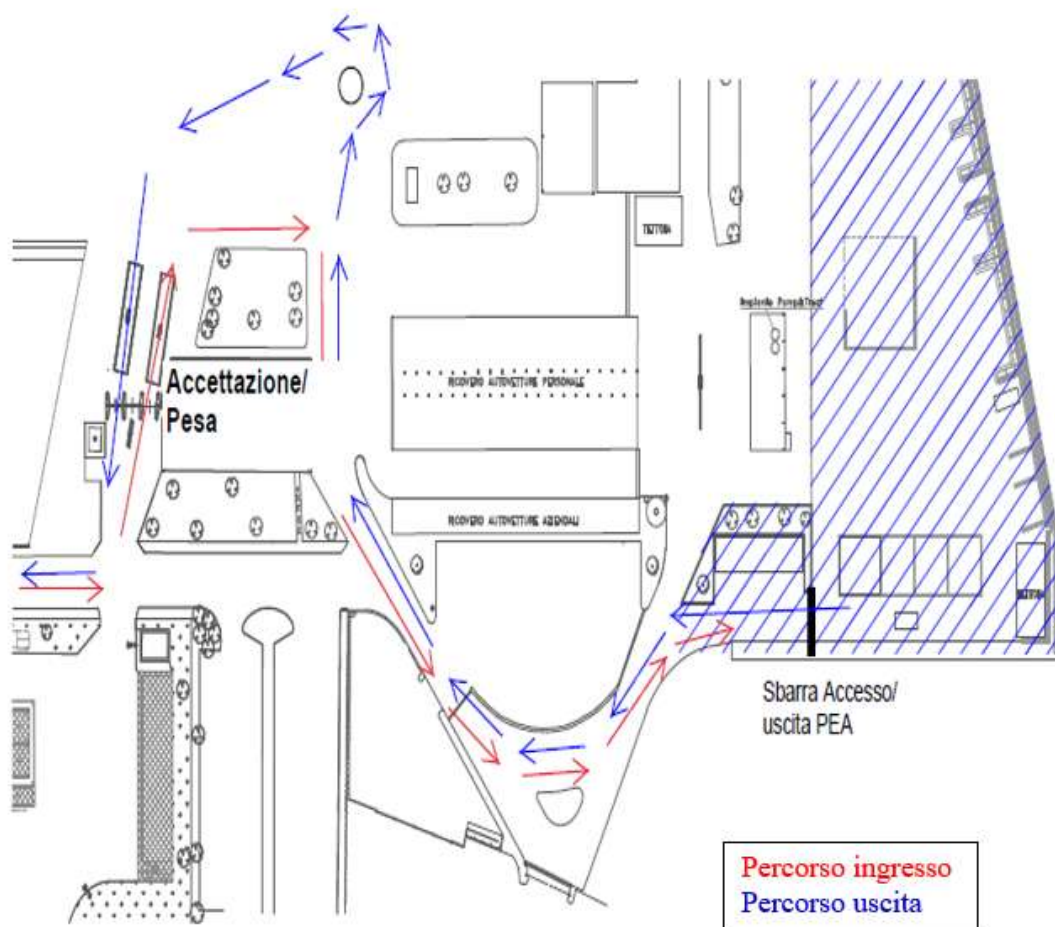 TETTOIA
Accettazione/
Pesa
RICOVERO AUTOVETTURE PERSONALE
RICOVERO AUTOVETTURE AZIENDALI
Sbarra Accesso/
uscita PEA
Percorso ingresso
Percorso uscita